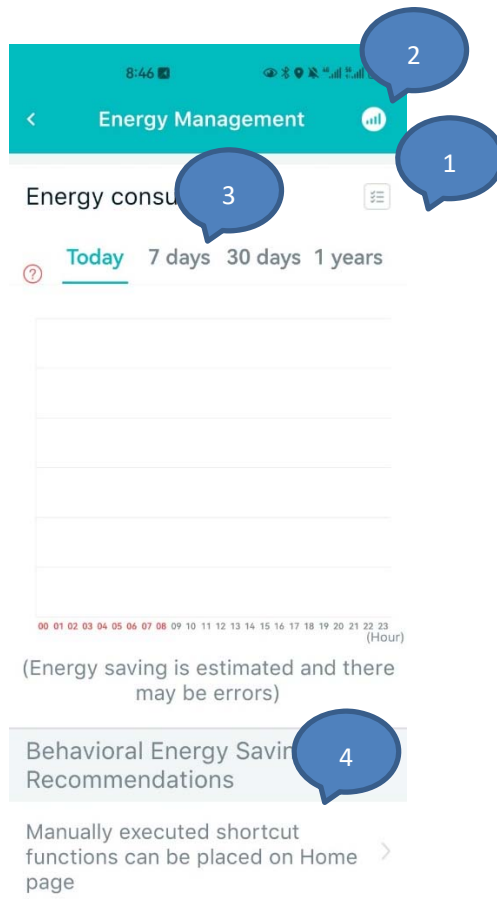 2
8:46
Energy Management
1
Energy consu
3
Today 7 days 30 days 1 years
?
00 01 02 03 04 05 06 07 08 09 10 11 12 13 14 15 16 17 18 19 20 21 22 23
(Hour)
(Energy saving is estimated and there
may be errors)
Behavioral Energy Savin
4
Recommendations
Manually executed shortcut
functions can be placed on Home
page